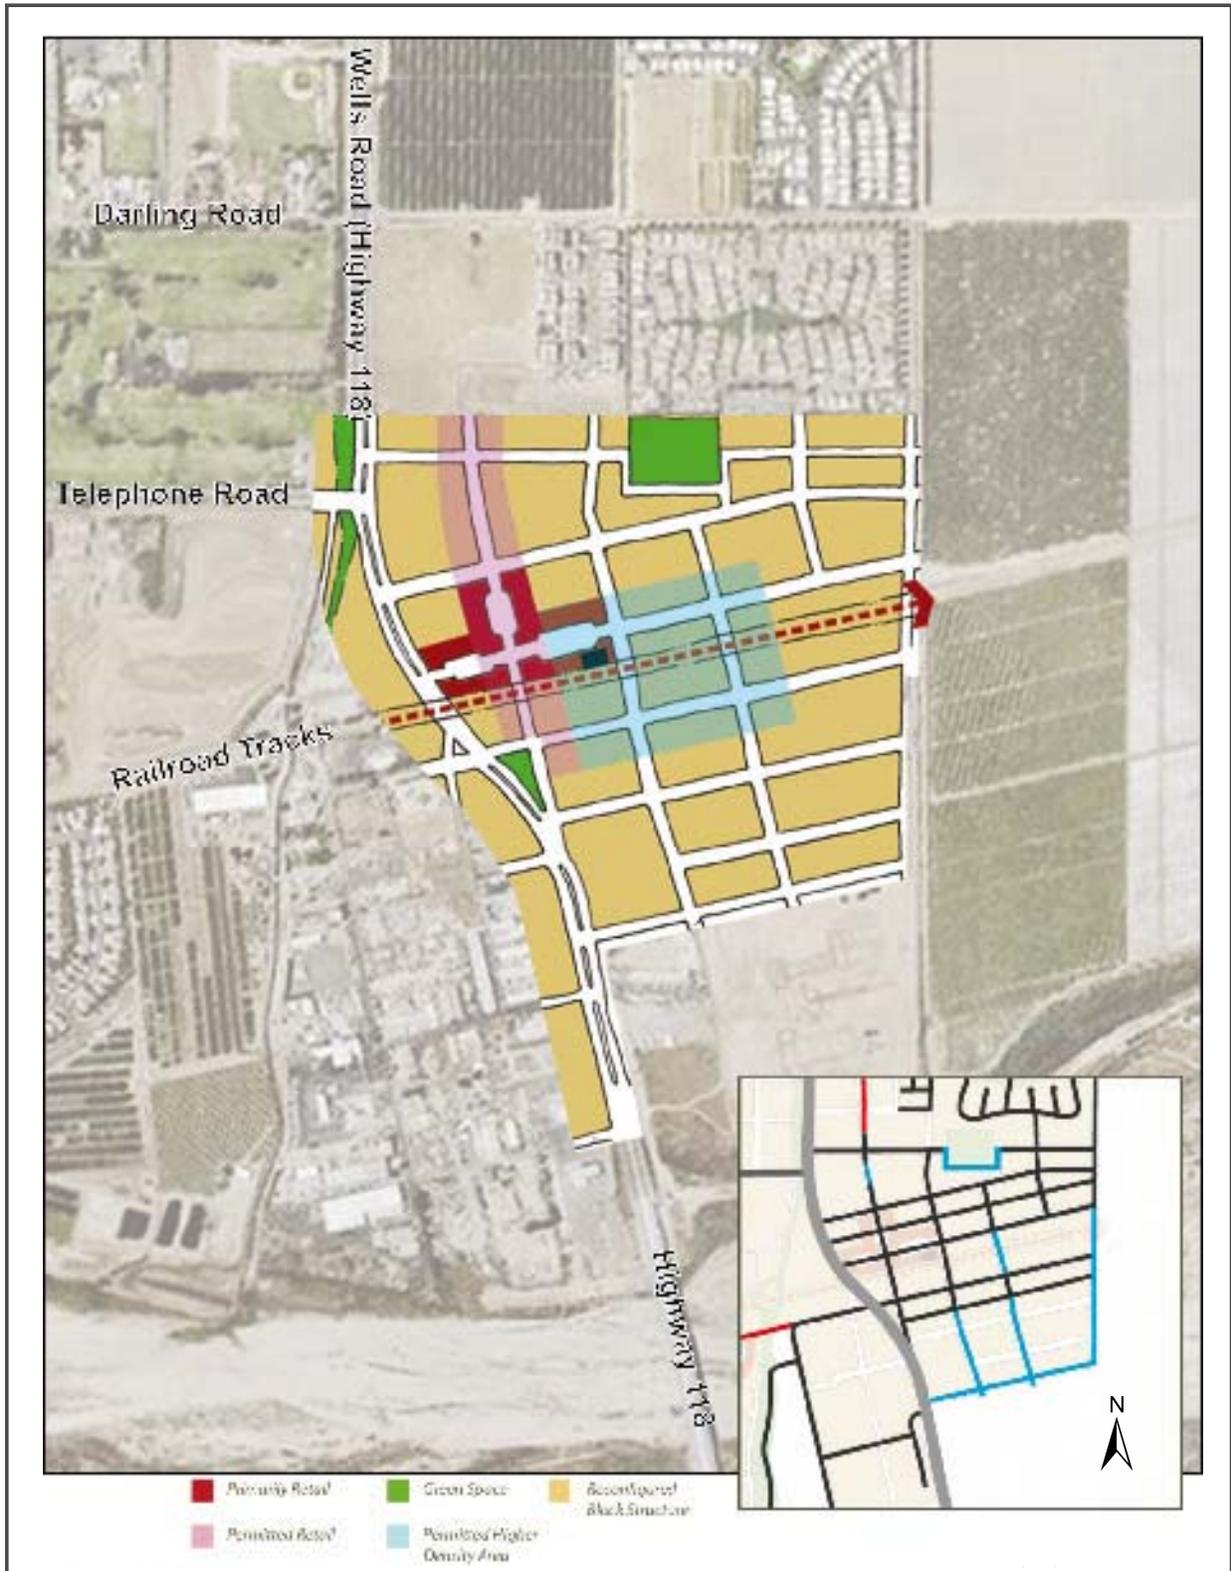 Wells Road (Highway 118)
Darling Road
Telephone Road
Railroad Tracks
Highway 118
N
Primarily Retail
Green Space
Reconfigured
Block Structure
Permitted Retail
Permitted Higher
Density Area